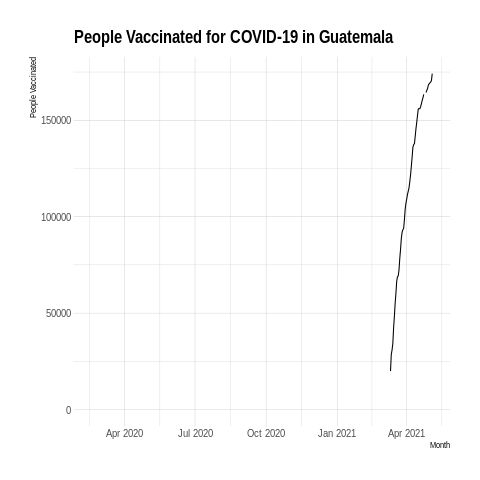 People Vaccinated for COVID-19 in Guatemala
People Vaccinated
150000
100000
50000
0
Apr 2020 Jul 2020 Oct 2020 Jan 2021 Apr 2021
Month